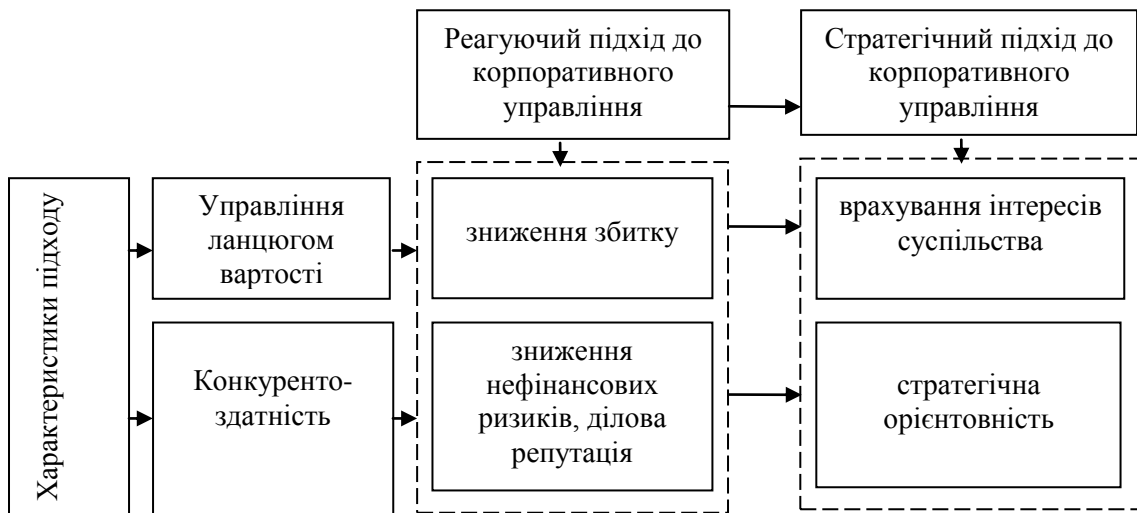 Реагуючий підхід до
корпоративного
управління
Стратегічний підхід до
корпоративного
управління
Характеристики підходу
Управління
ланцюгом
вартості
зниження збитку
врахування інтересів
суспільства
Конкуренто-
здатність
зниження
нефінансових
ризиків, ділова
репутація
стратегічна
орієнтовність